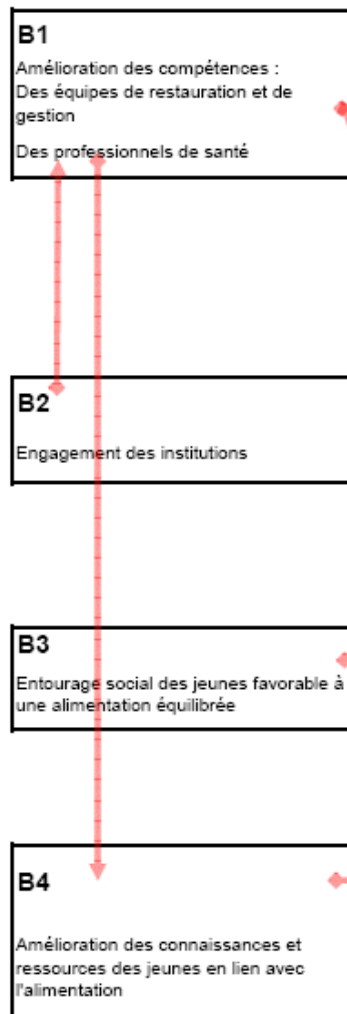 B1
Amélioration des compétences :
Des équipes de restauration et de
gestion
Des professionnels de santé
B2
Engagement des institutions
B3
Entourage social des jeunes favorable à
une alimentation équilibrée
B4
Amélioration des connaissances et
ressources des jeunes en lien avec
l'alimentation